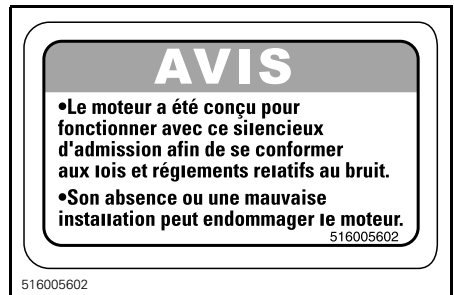 AVIS
•Le moteur a été conçu pour
fonctionner avec ce silencieux
d'admission afin de se conformer
aux lois et réglements relatifs au bruit.
•Son absence ou une mauvaise
installation peut endommager le moteur.
516005602
516005602